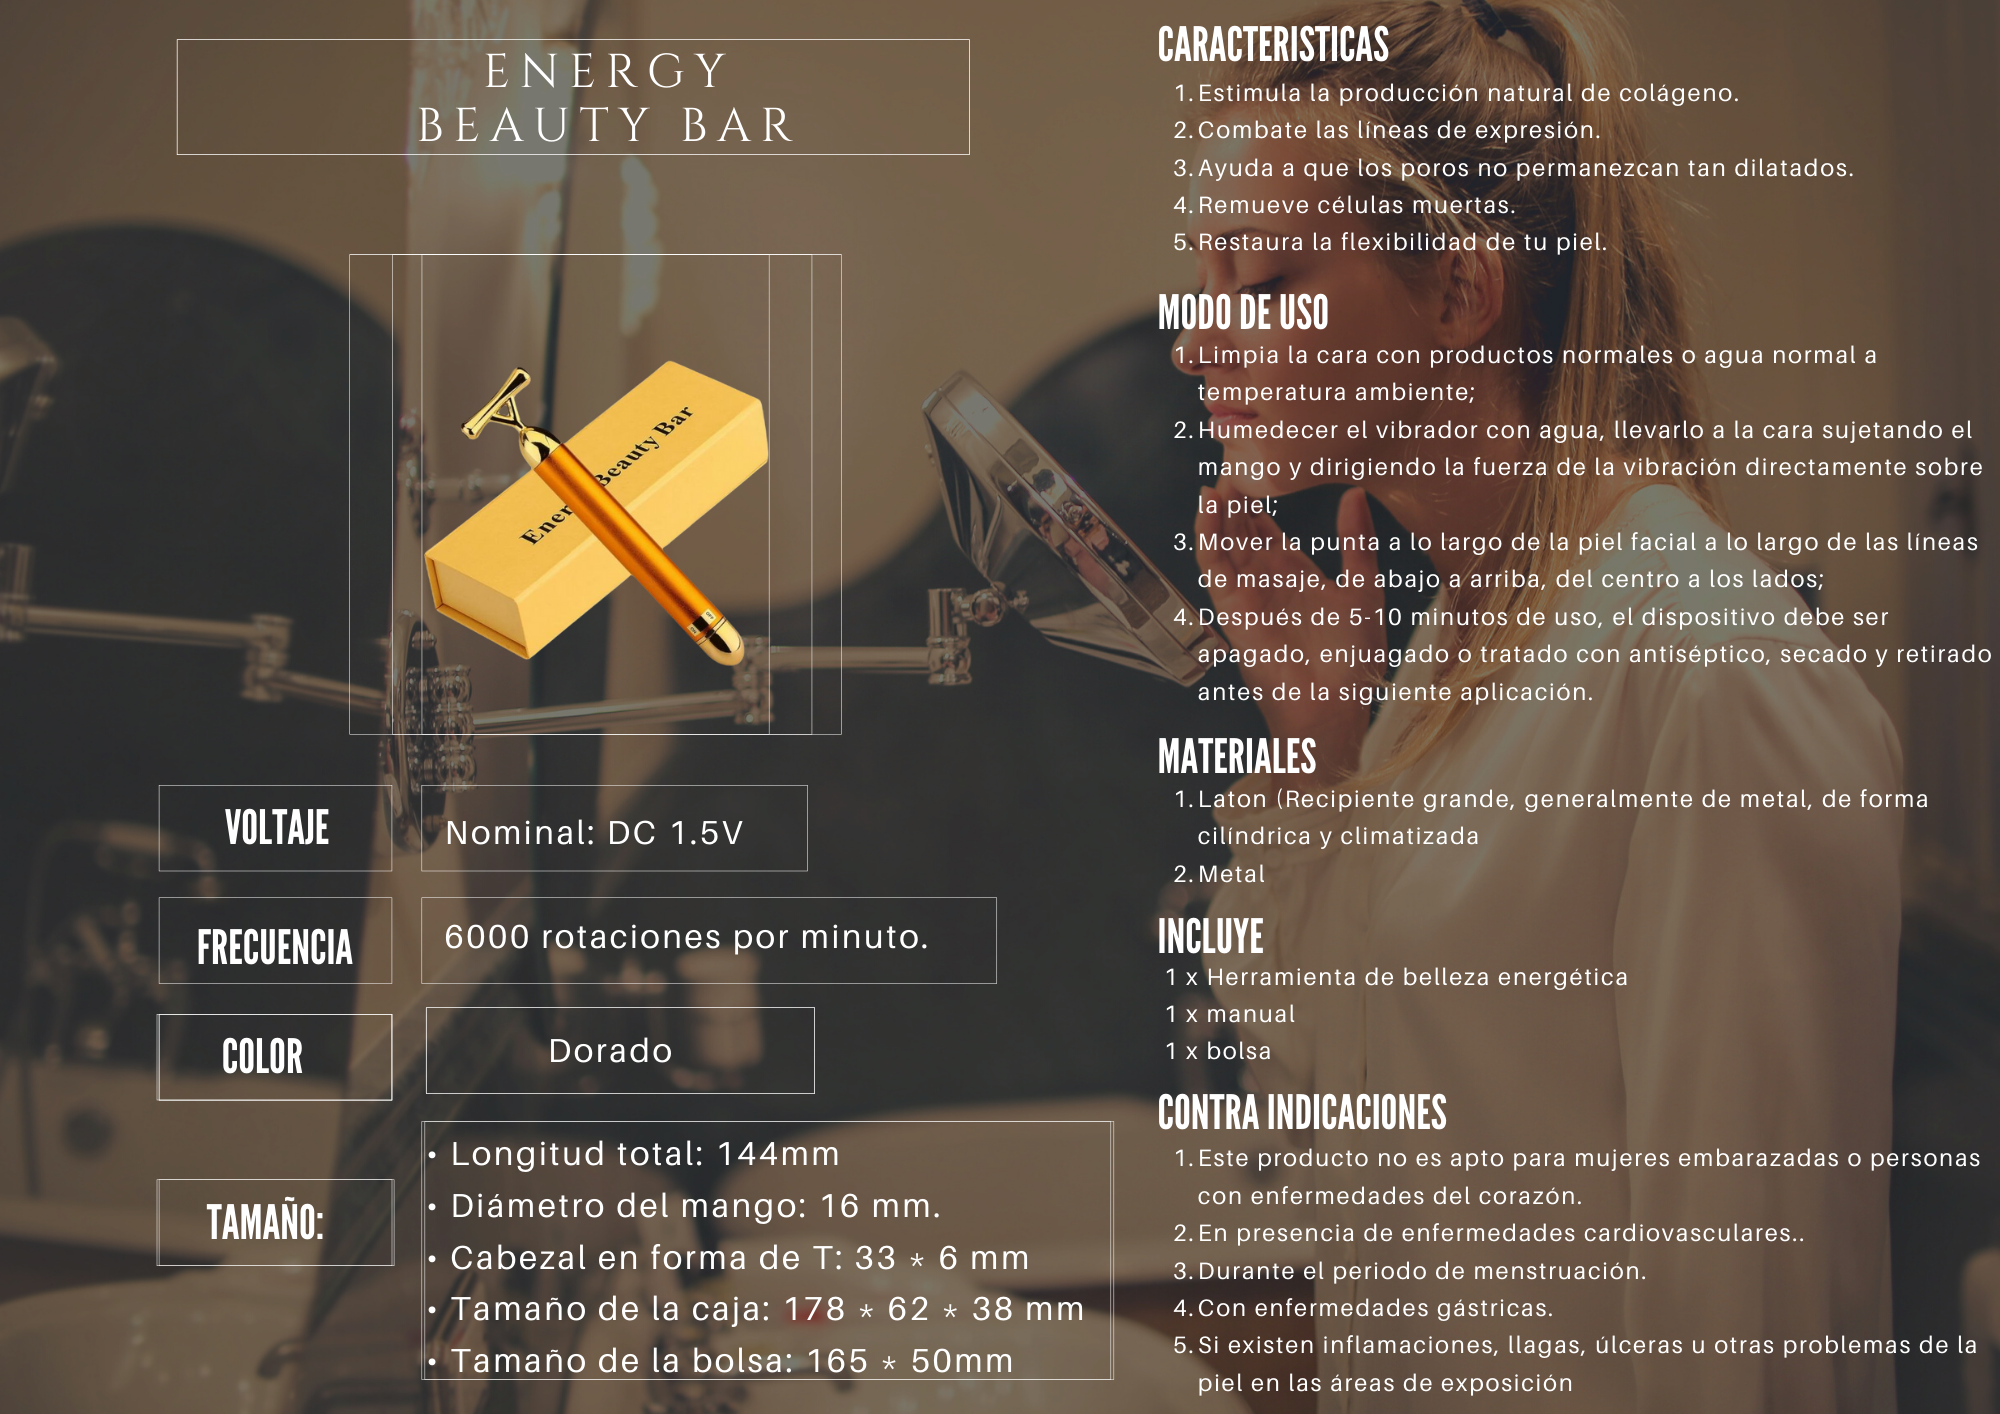 ENERGY
BEAUTY BAR
Energy Beauty Bar
VOLTAJE
Nominal: DC 1.5V
FRECUENCIA
6000 rotaciones por minuto.
COLOR
Dorado
TAMAÑO:
• Longitud total: 144mm
• Diámetro del mango: 16 mm.
• Cabezal en forma de T: 33 * 6 mm
• Tamaño de la caja: 178 * 62 * 38 mm
• Tamaño de la bolsa: 165 * 50mm
CARACTERISTICAS
1. Estimula la producción natural de colágeno.
2. Combate las líneas de expresión.
3. Ayuda a que los poros no permanezcan tan dilatados.
4. Remueve células muertas.
5. Restaura la flexibilidad de tu piel.
MODO DE USO
1. Limpia la cara con productos normales o agua normal a
temperatura ambiente;
2. Humedecer el vibrador con agua, llevarlo a la cara sujetando el
mango y dirigiendo la fuerza de la vibración directamente sobre
la piel;
3. Mover la punta a lo largo de la piel facial a lo largo de las líneas
de masaje, de abajo a arriba, del centro a los lados;
4. Después de 5-10 minutos de uso, el dispositivo debe ser
apagado, enjuagado o tratado con antiséptico, secado y retirado
antes de la siguiente aplicación.
MATERIALES
1. Laton (Recipiente grande, generalmente de metal, de forma
cilíndrica y climatizada
2. Metal
INCLUYE
1 x Herramienta de belleza energética
1 x manual
1 x bolsa
CONTRA INDICACIONES
1. Este producto no es apto para mujeres embarazadas o personas
con enfermedades del corazón.
2. En presencia de enfermedades cardiovasculares..
3. Durante el periodo de menstruación.
4. Con enfermedades gástricas.
5. Si existen inflamaciones, llagas, úlceras u otras problemas de la
piel en las áreas de exposición